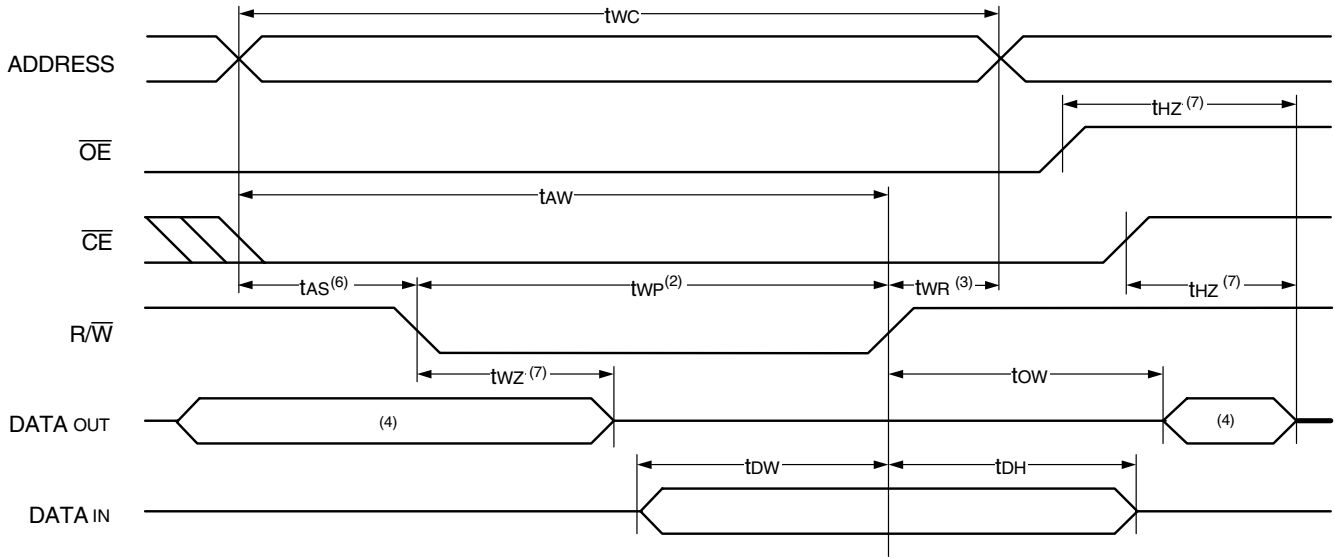 tWC
ADDRESS
tHZ (7)
OE
tAW
CE
tAS(6)
tWP(2)
tWR (3)
tHZ (7)
R/W
tWZ (7)
tOW
DATA OUT
(4)
(4)
tDW
tDH
DATA IN